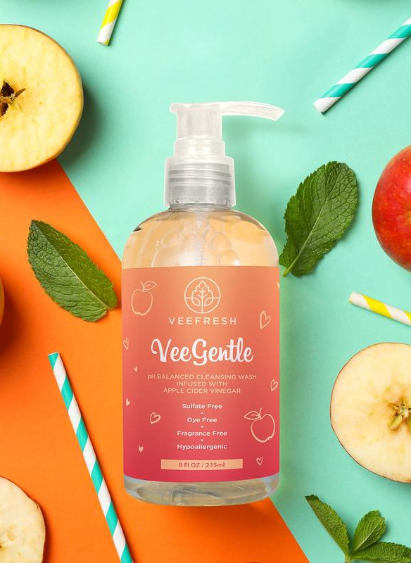 VEEFRESH
VeeGentle
pH BALANCED CLEANSING WASH
INFUSED WITH
APPLE CIDER VINEGAR
Sulfate Free
Dye Free
Fragrance Free
Hypoallergenic
8 FL OZ / 235ml